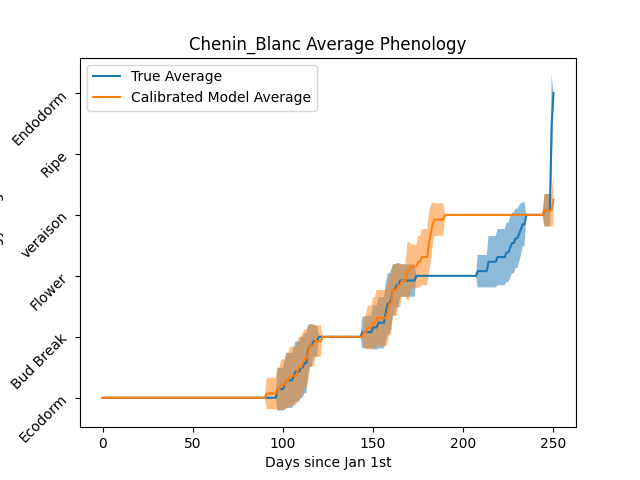 Chenin_Blanc Average Phenology
True Average
Calibrated Model Average
Endodorm
Ripe
veraison
Flower
Bud Break
Ecodorm
0 50 100 150 200 250
Days since Jan 1st